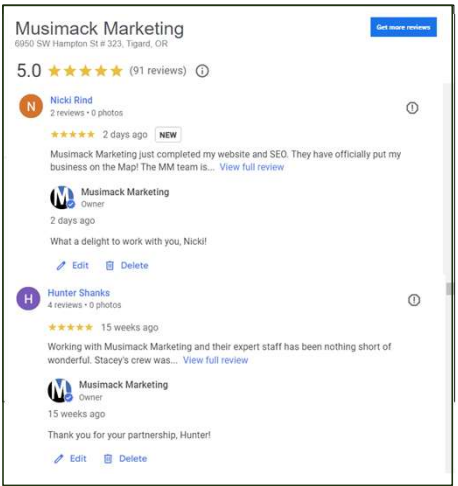 Musimack Marketing
Get more reviews
6950 SW Hampton St # 323, Tigard, OR
5.0 (91 reviews)
N Nicki Rind
2 reviews • 0 photos
2 days ago NEW
Musimack Marketing just completed my website and SEO. They have officially put my
business on the Map! The MM team is... View full review
M Musimack Marketing
Owner
2 days ago
What a delight to work with you, Nicki!
Edit Delete
H Hunter Shanks
4 reviews • 0 photos
15 weeks ago
Working with Musimack Marketing and their expert staff has been nothing short of
wonderful. Stacey's crew was... View full review
M Musimack Marketing
Owner
15 weeks ago
Thank you for your partnership, Hunter!
Edit Delete